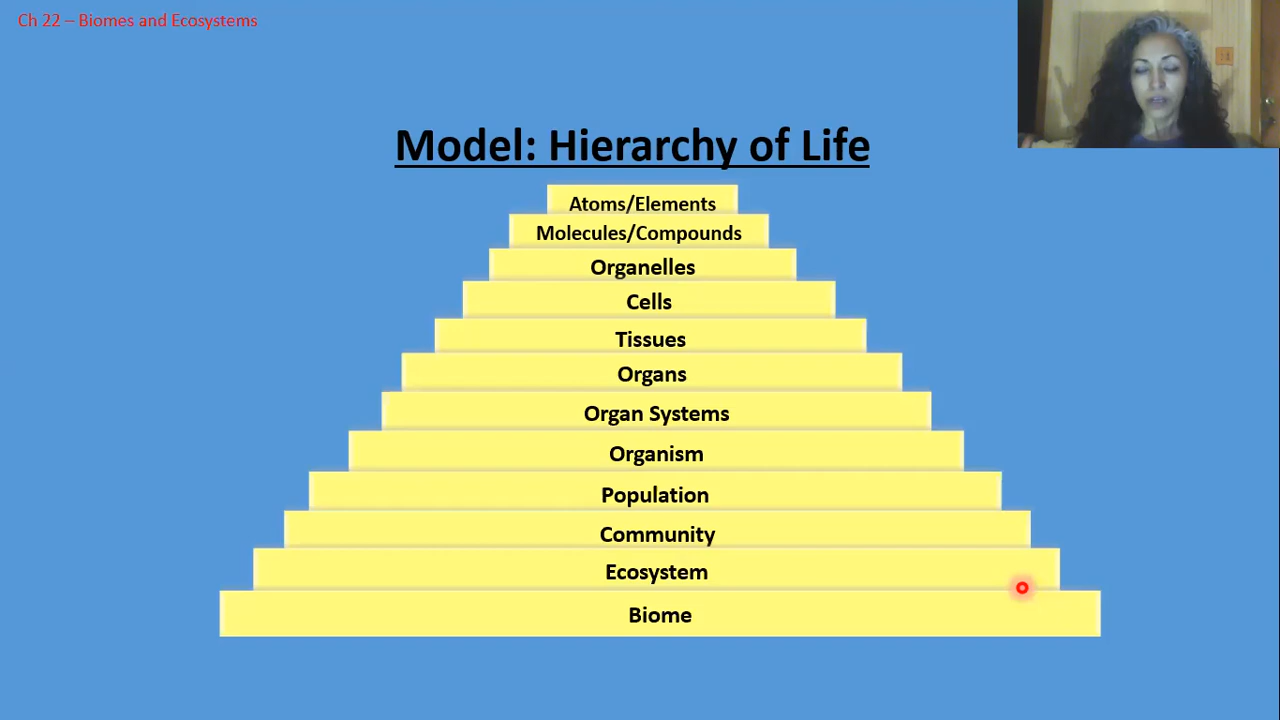 Ch 22 – Biomes and Ecosystems
Model: Hierarchy of Life
Atoms/Elements
Molecules/Compounds
Organelles
Cells
Tissues
Organs
Organ Systems
Organism
Population
Community
Ecosystem
Biome